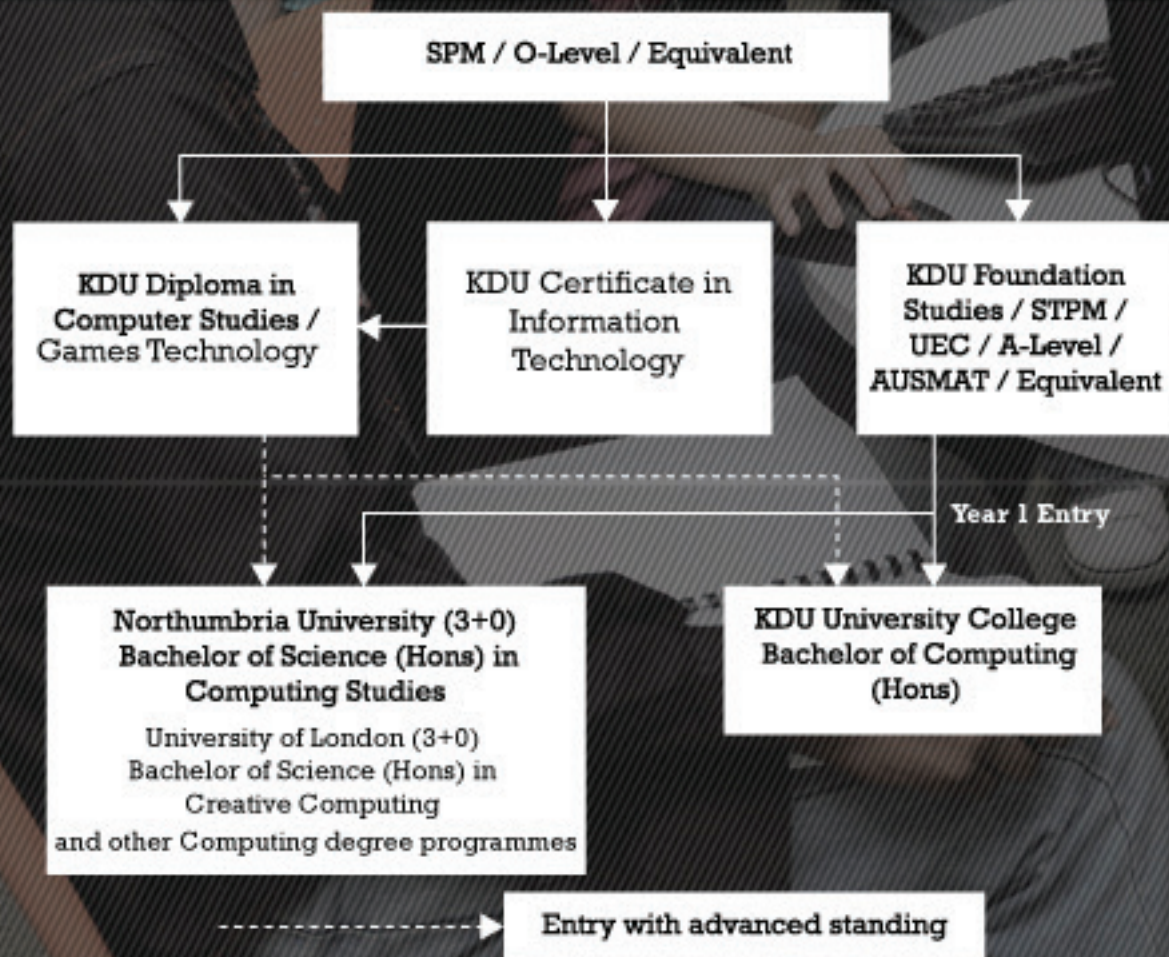 SPM / O-Level / Equivalent
KDU Diploma in
Computer Studies /
Games Technology
KDU Certificate in
Information
Technology
KDU Foundation
Studies / STPM /
UEC / A-Level /
AUSMAT / Equivalent
Year 1 Entry
Northumbria University (3+0)
Bachelor of Science (Hons) in
Computing Studies
University of London (3+0)
Bachelor of Science (Hons) in
Creative Computing
and other Computing degree programmes
KDU University College
Bachelor of Computing
(Hons)
Entry with advanced standing